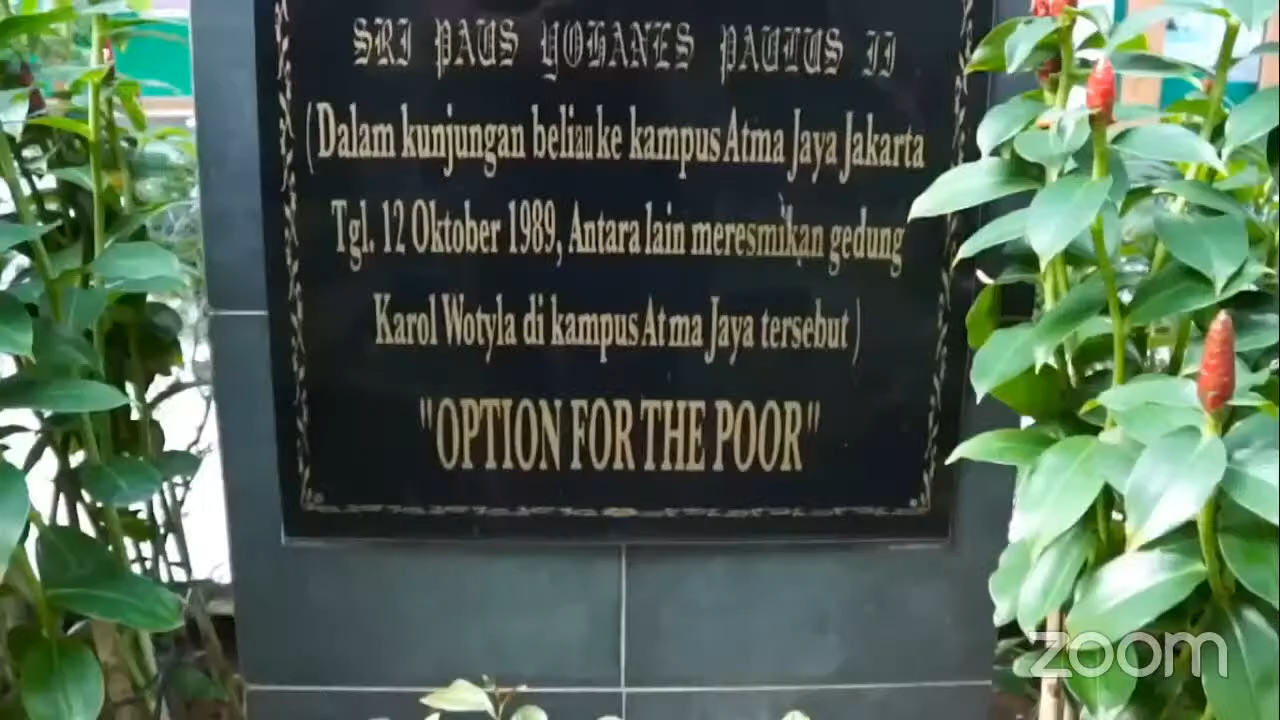 SRI PAUS YOHANES PAULUS II
(Dalam kunjungan beliau ke kampus Atma Jaya Jakarta
Tgl. 12 Oktober 1989, Antara lain meresmikan gedung
Karol Wotyla di kampus Atma Jaya tersebut)
"OPTION FOR THE POOR"
zoom